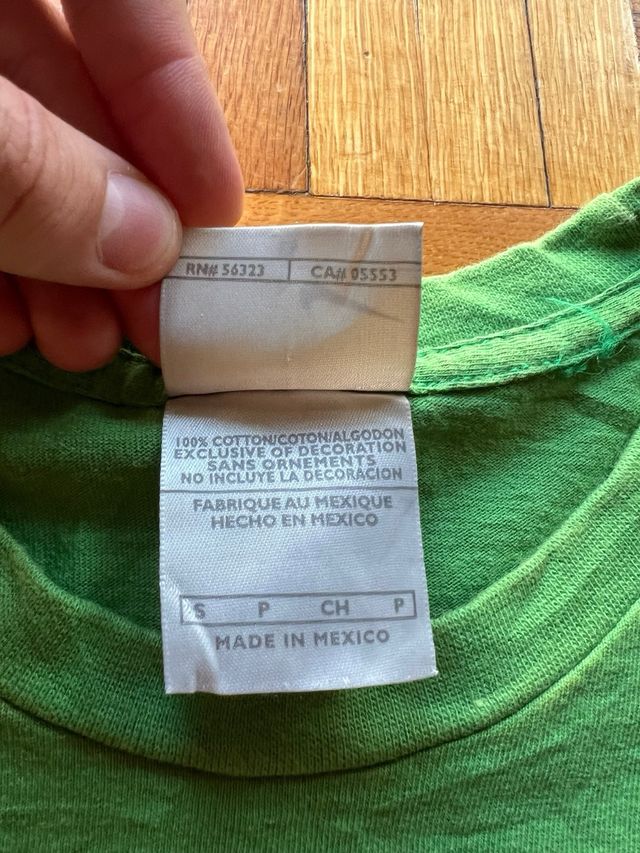 RN# 56323 CA# 05553
100% COTTON/COTON/ALGODON
EXCLUSIVE OF DECORATION
SANS ORNEMENTS
NO INCLUYE LA DECORACION
FABRIQUE AU MEXIQUE
HECHO EN MEXICO
S P CH P
MADE IN MEXICO